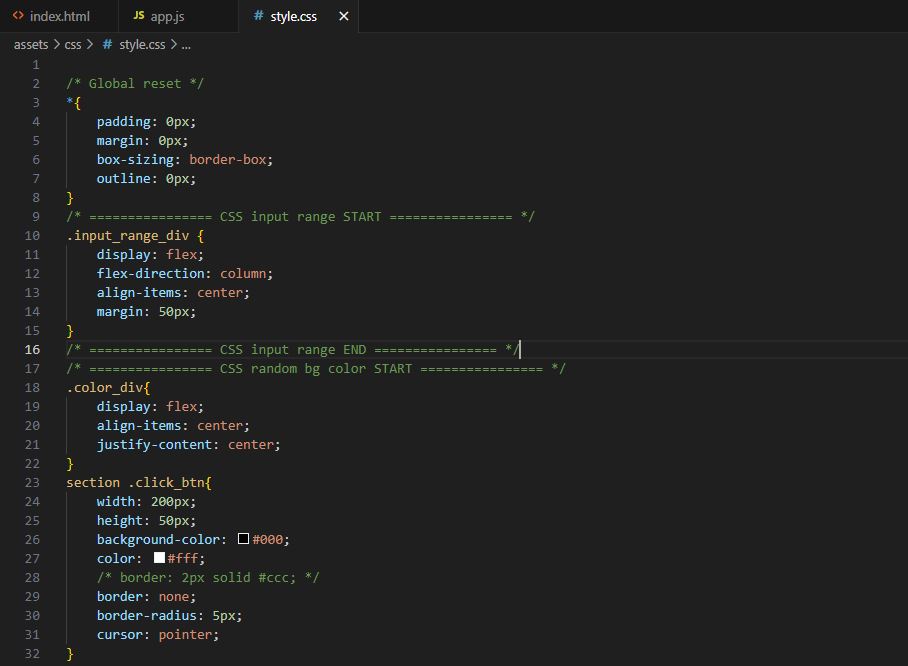 <> index.html JS app.js # style.css ×
assets > css > # style.css > ...
1
2 /* Global reset */
3 *{
4 padding: 0px;
5 margin: 0px;
6 box-sizing: border-box;
7 outline: 0px;
8 }
9 /* ================ CSS input range START ================ */
10 .input_range_div {
11 display: flex;
12 flex-direction: column;
13 align-items: center;
14 margin: 50px;
15 }
16 /* ================ CSS input range END ================ */
17 /* ================ CSS random bg color START ================ */
18 .color_div{
19 display: flex;
20 align-items: center;
21 justify-content: center;
22 }
23 section .click_btn{
24 width: 200px;
25 height: 50px;
26 background-color: #000;
27 color: #fff;
28 /* border: 2px solid #ccc; */
29 border: none;
30 border-radius: 5px;
31 cursor: pointer;
32 }